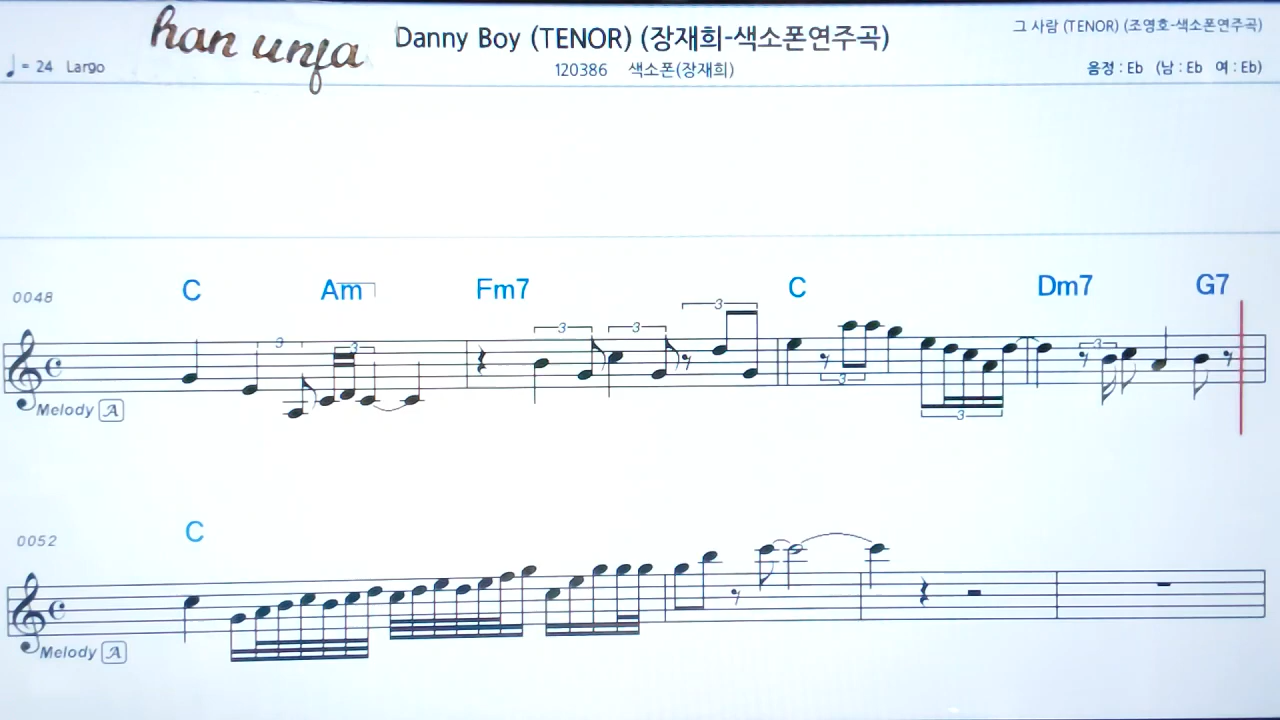 han unfa
Danny Boy (TENOR) (장재희-색소폰연주곡)
그 사람 (TENOR) (조영호-색소폰연주곡)
♩= 24 Largo
120386 색소폰(장재희)
음정 : Eb (남 : Eb 여 : Eb)
0048 C Am Fm7 C Dm7 G7
3 3 3 3 3 3 3 3
Melody A
0052 C
Melody A